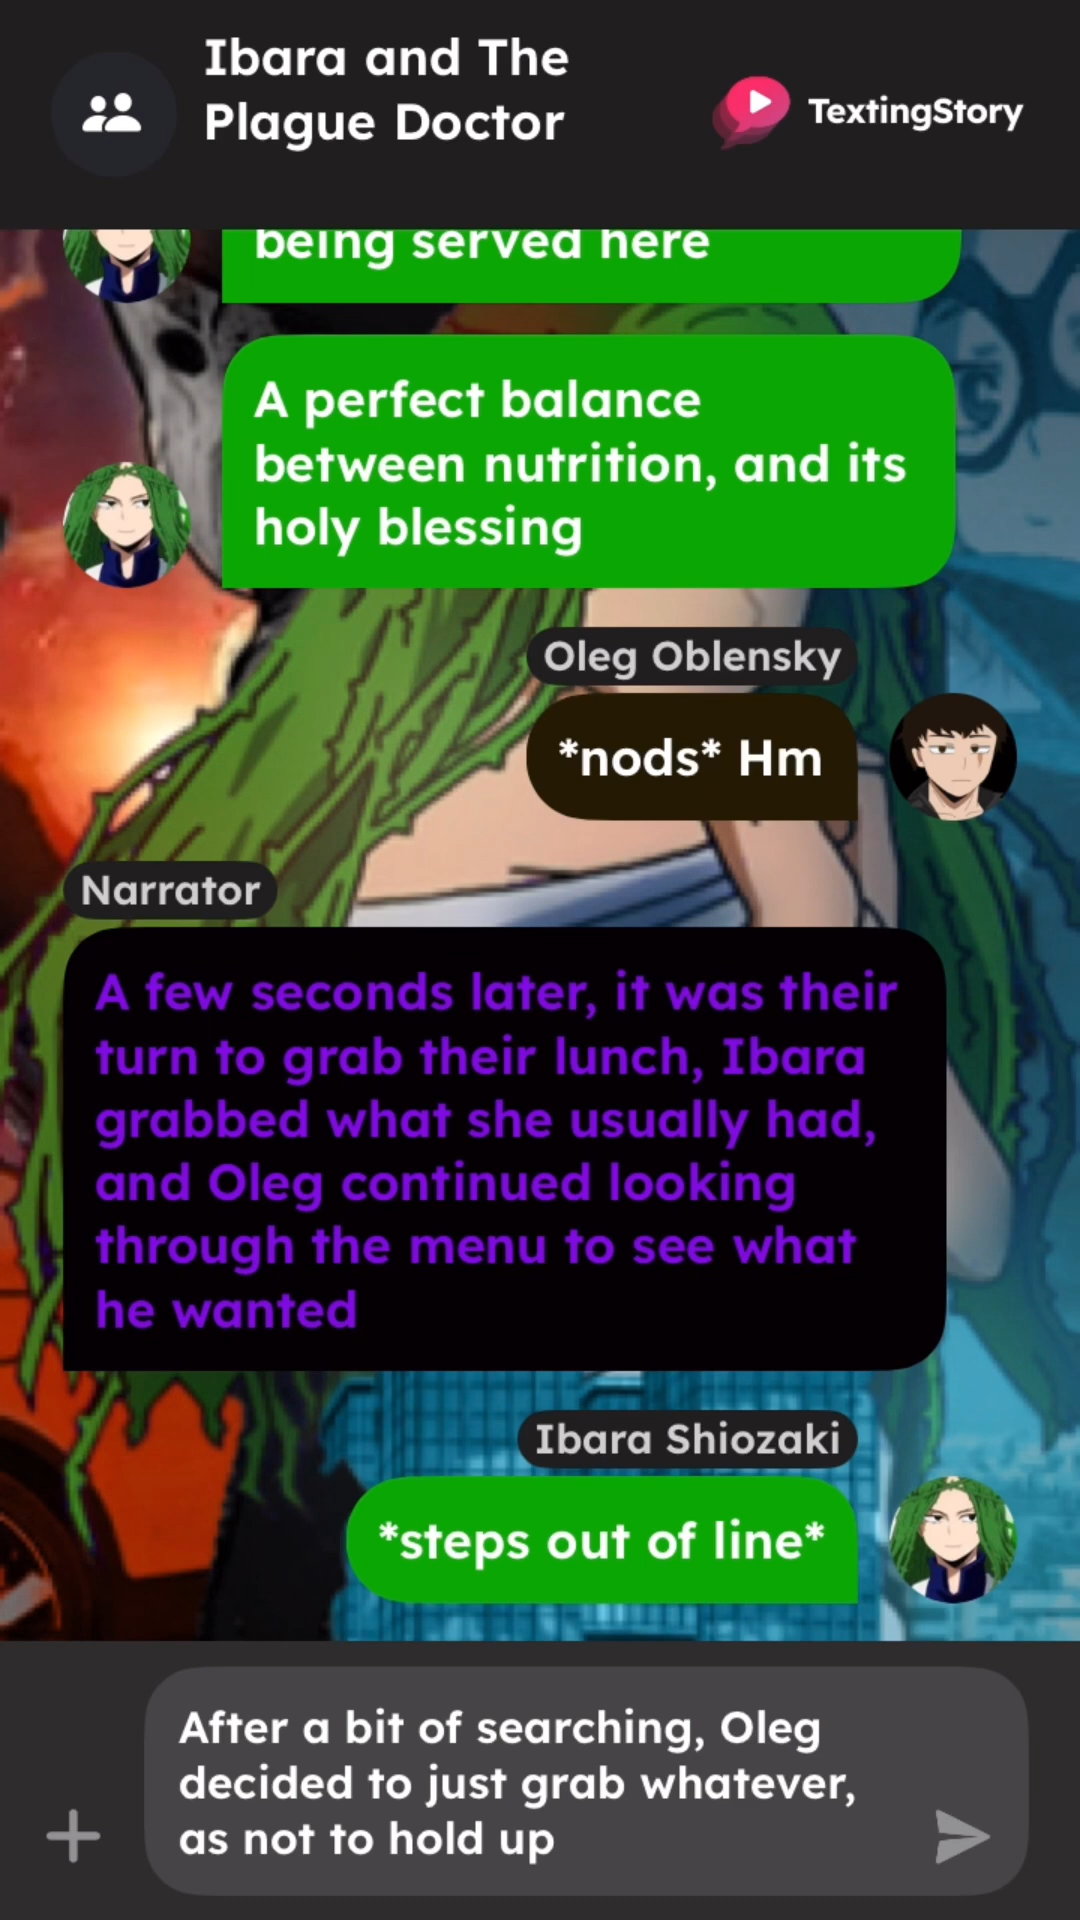 Ibara and The
Plague Doctor
TextingStory
being served here
A perfect balance
between nutrition, and its
holy blessing
Oleg Oblensky
*nods* Hm
Narrator
A few seconds later, it was their
turn to grab their lunch, Ibara
grabbed what she usually had,
and Oleg continued looking
through the menu to see what
he wanted
Ibara Shiozaki
*steps out of line*
After a bit of searching, Oleg
decided to just grab whatever,
as not to hold up